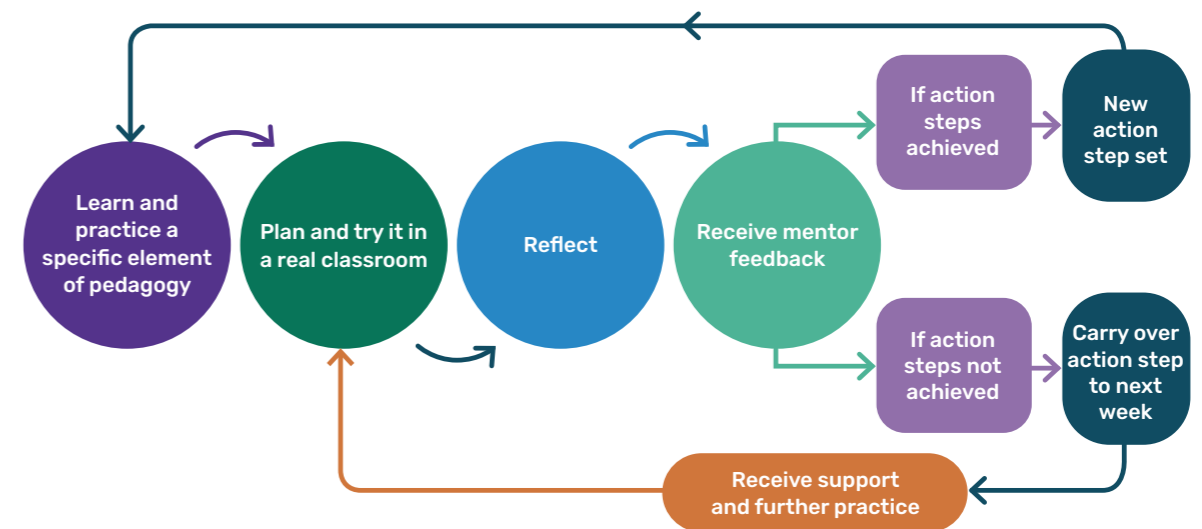 Learn and
practice a
specific element
of pedagogy
Plan and try it in
a real classroom
Reflect
Receive mentor
feedback
If action
steps
achieved
New
action
step set
If action
steps not
achieved
Carry over
action step
to next
week
Receive support
and further practice